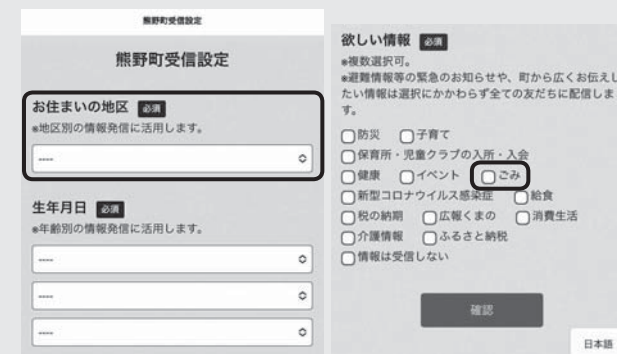 熊野町受信設定
熊野町受信設定
お住まいの地区 必須
※地区別の情報発信に活用します。
----
生年月日 必須
※年齢別の情報発信に活用します。
----
----
----
欲しい情報 必須
※複数選択可。
※避難情報等の緊急のお知らせや、町から広くお伝えし
たい情報は選択にかかわらず全ての友だちに配信しま
す。
防災 子育て
保育所・児童クラブの入所・入会
健康 イベント ごみ
新型コロナウイルス感染症 給食
税の納期 広報くまの 消費生活
介護情報 ふるさと納税
情報は受信しない
確認
日本語